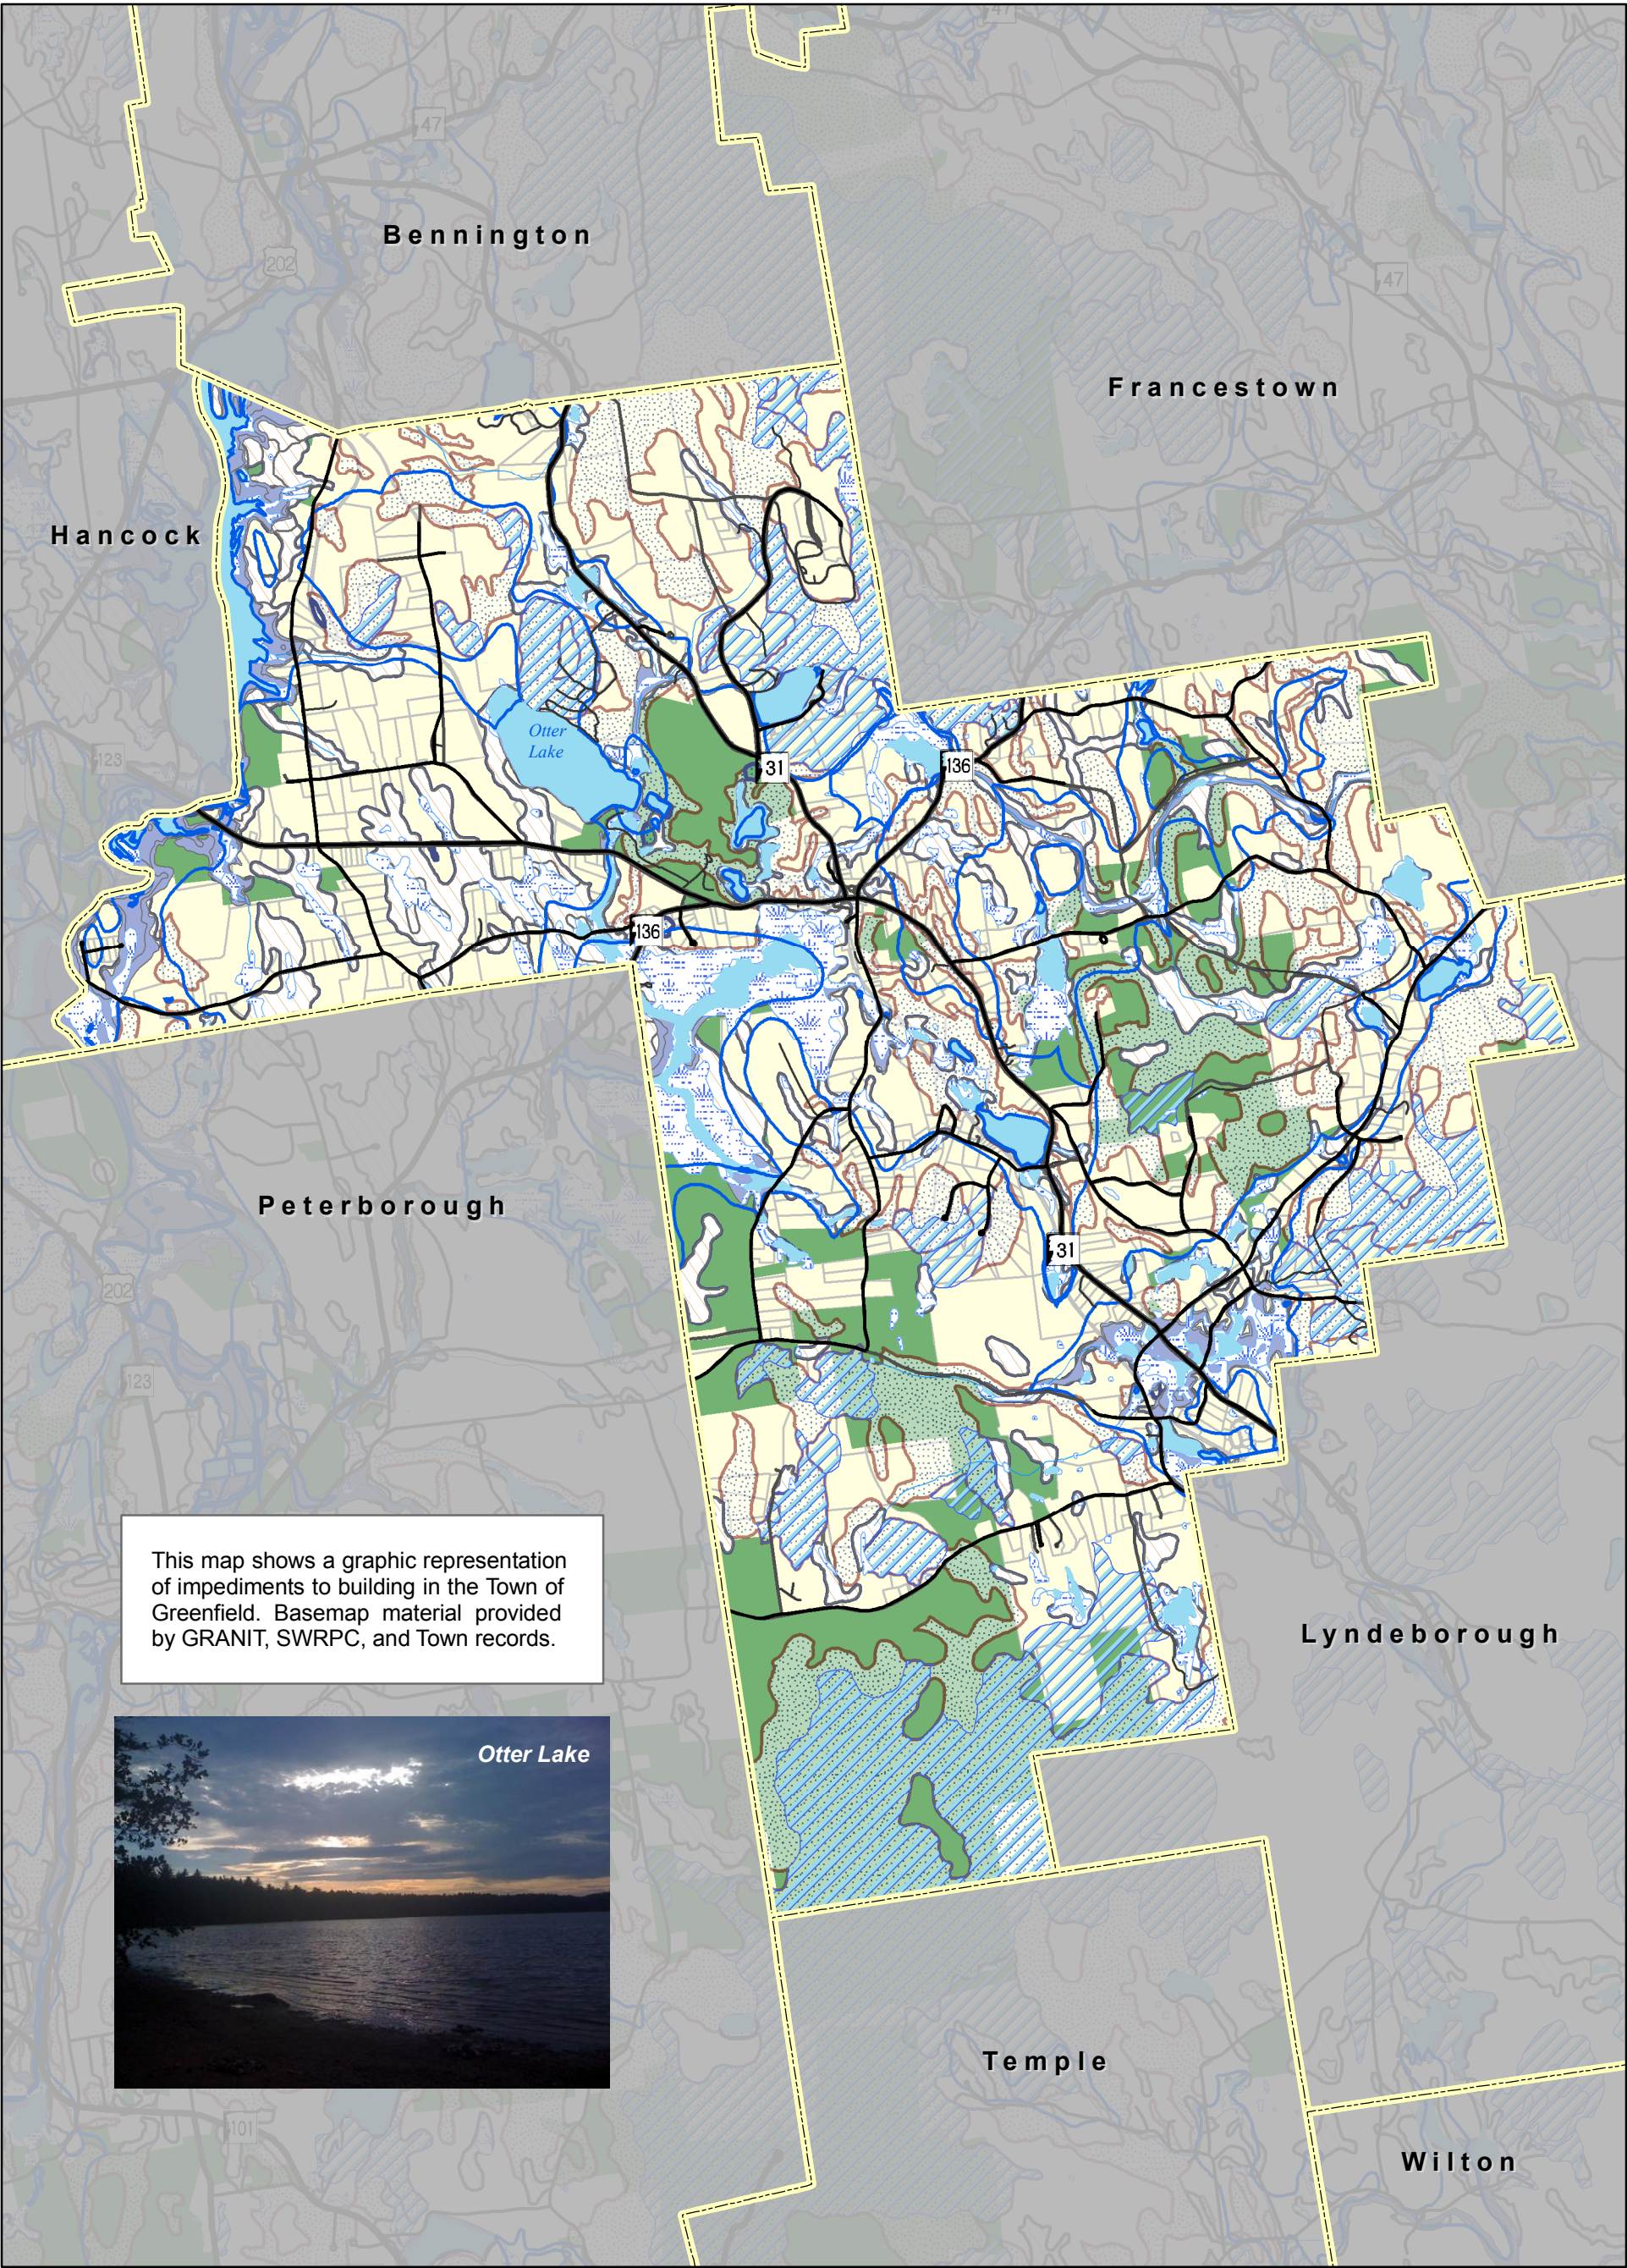 47
47
Bennington
202
47
Francestown
Hancock
Otter
Lake
123
31
136
136
Peterborough
31
202
123
This map shows a graphic representation
of impediments to building in the Town of
Greenfield. Basemap material provided
by GRANIT, SWRPC, and Town records.
Lyndeborough
Otter Lake
Temple
101
Wilton